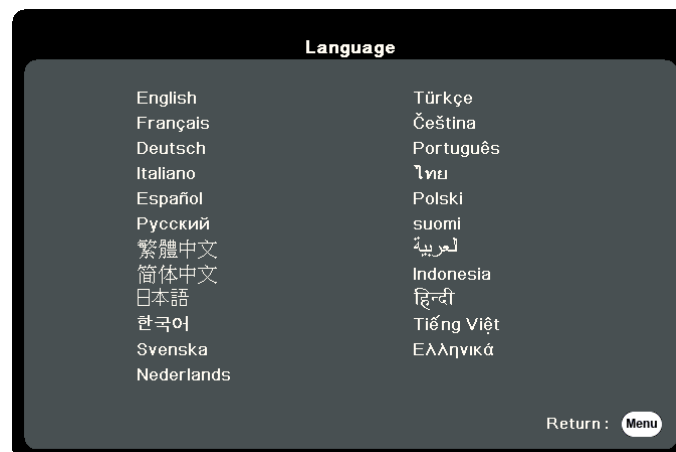 Language
English
Français
Deutsch
Italiano
Español
Русский
繁體中文
简体中文
日本語
한국어
Svenska
Nederlands
Türkçe
Čeština
Português
ไทย
Polski
suomi
العربية
Indonesia
हिन्दी
Tiếng Việt
Ελληνικά
Return : Menu